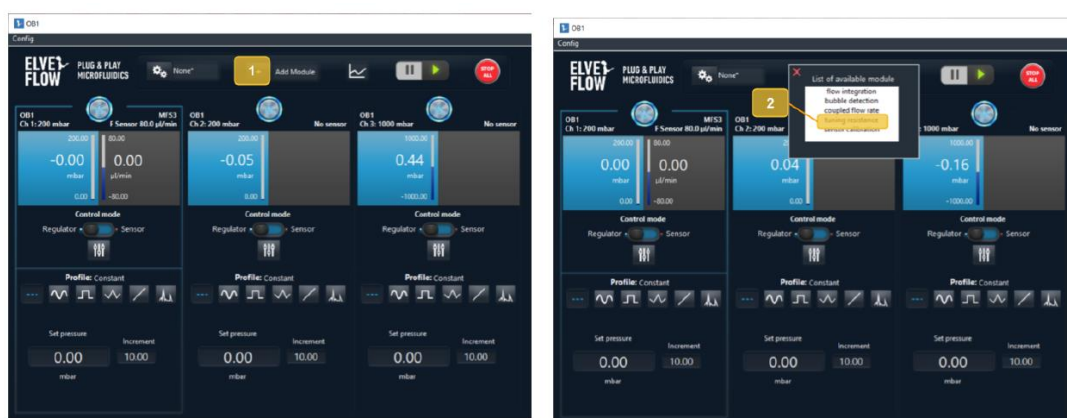 OB1
Config
ELVEFLOW
PLUG & PLAY
MICROFLUIDICS
None*
1
Add Module
STOP
ALL
OB1 MFS3
Ch 1: 200 mbar F Sensor 80.0 µl/min
200.00 80.00
-0.00 0.00
mbar µl/min
0.00 -80.00
Control mode
Regulator Sensor
Profile: Constant
Set pressure
Increment
0.00 10.00
mbar
OB1
Ch 2: 200 mbar No sensor
200.00
-0.05
mbar
0.00
Control mode
Regulator Sensor
Profile: Constant
Set pressure
Increment
0.00 10.00
mbar
OB1
Ch 3: 1000 mbar No sensor
1000.00
0.44
mbar
-1000.00
Control mode
Regulator Sensor
Profile: Constant
Set pressure
Increment
0.00 10.00
mbar
OB1
Config
ELVEFLOW
PLUG & PLAY
MICROFLUIDICS
None*
STOP
ALL
List of available module
flow integration
bubble detection
coupled flow rate
tuning resistance
sensor calibration
2
OB1 MFS3
Ch 1: 200 mbar F Sensor 80.0 µl/min
200.00 80.00
0.00 0.00
mbar µl/min
0.00 -80.00
Control mode
Regulator Sensor
Profile: Constant
Set pressure
Increment
0.00 10.00
mbar
OB1
Ch 2: 200 mbar
200.00
0.04
mbar
0.00
Control mode
Regulator Sensor
Profile: Constant
Set pressure
Increment
0.00 10.00
mbar
1000 mbar No sensor
1000.00
-0.16
mbar
-1000.00
Control mode
Regulator Sensor
Profile: Constant
Set pressure
Increment
0.00 10.00
mbar